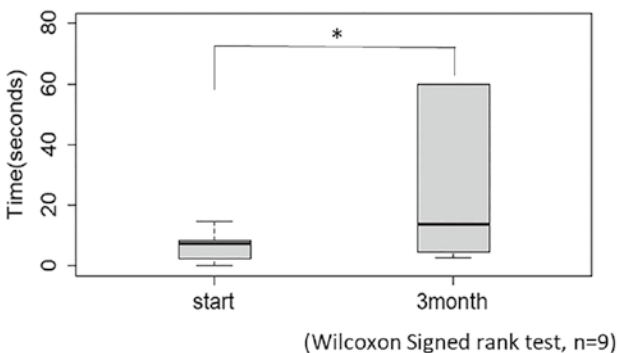 *
80
60
40
20
0
Time(seconds)
start 3month
(Wilcoxon Signed rank test, n=9)